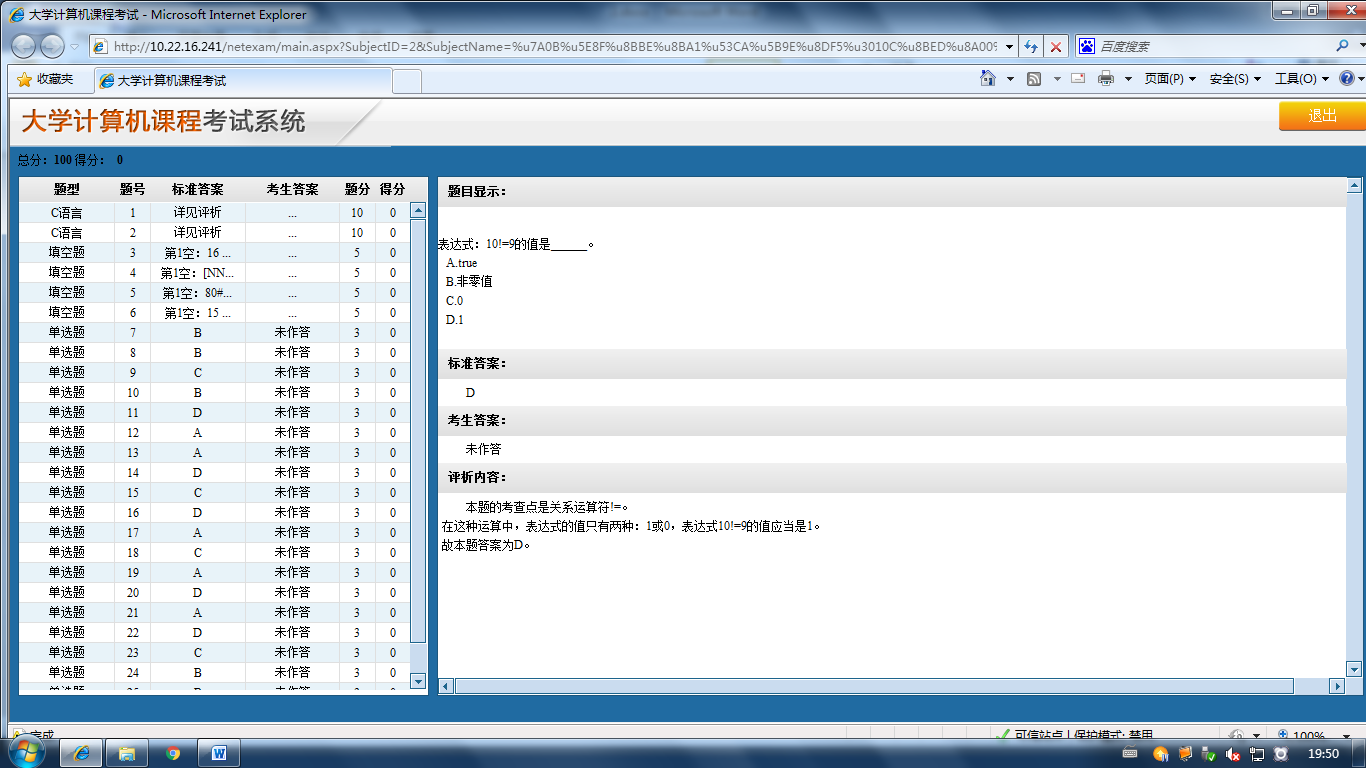 大学计算机课程考试 - Microsoft Internet Explorer
http://10.22.16.241/netexam/main.aspx?SubjectID=2&SubjectName=%u7A0B%u5E8F%u8BBE%u8BA1%u53CA%u5B9E%u8DF5%u3010C%u8BED%u8A00%
百度搜索
收藏夹
大学计算机课程考试
页面(P)
安全(S)
工具(O)
大学计算机课程考试系统
退出
总分：100 得分： 0
题型 题号 标准答案 考生答案 题分 得分
C语言 1 详见评析 ... 10 0
C语言 2 详见评析 ... 10 0
填空题 3 第1空：16 ... ... 5 0
填空题 4 第1空：[NN... ... 5 0
填空题 5 第1空：80#... ... 5 0
填空题 6 第1空：15 ... ... 5 0
单选题 7 B 未作答 3 0
单选题 8 B 未作答 3 0
单选题 9 C 未作答 3 0
单选题 10 B 未作答 3 0
单选题 11 D 未作答 3 0
单选题 12 A 未作答 3 0
单选题 13 A 未作答 3 0
单选题 14 D 未作答 3 0
单选题 15 C 未作答 3 0
单选题 16 D 未作答 3 0
单选题 17 A 未作答 3 0
单选题 18 C 未作答 3 0
单选题 19 A 未作答 3 0
单选题 20 D 未作答 3 0
单选题 21 A 未作答 3 0
单选题 22 D 未作答 3 0
单选题 23 C 未作答 3 0
单选题 24 B 未作答 3 0
题目显示：
表达式：10!=9的值是______。
A.true
B.非零值
C.0
D.1
标准答案：
D
考生答案：
未作答
评析内容：
本题的考查点是关系运算符!=。
在这种运算中，表达式的值只有两种：1或0，表达式10!=9的值应当是1。
故本题答案为D。
完成
可信站点 | 保护模式: 禁用
100%
19:50